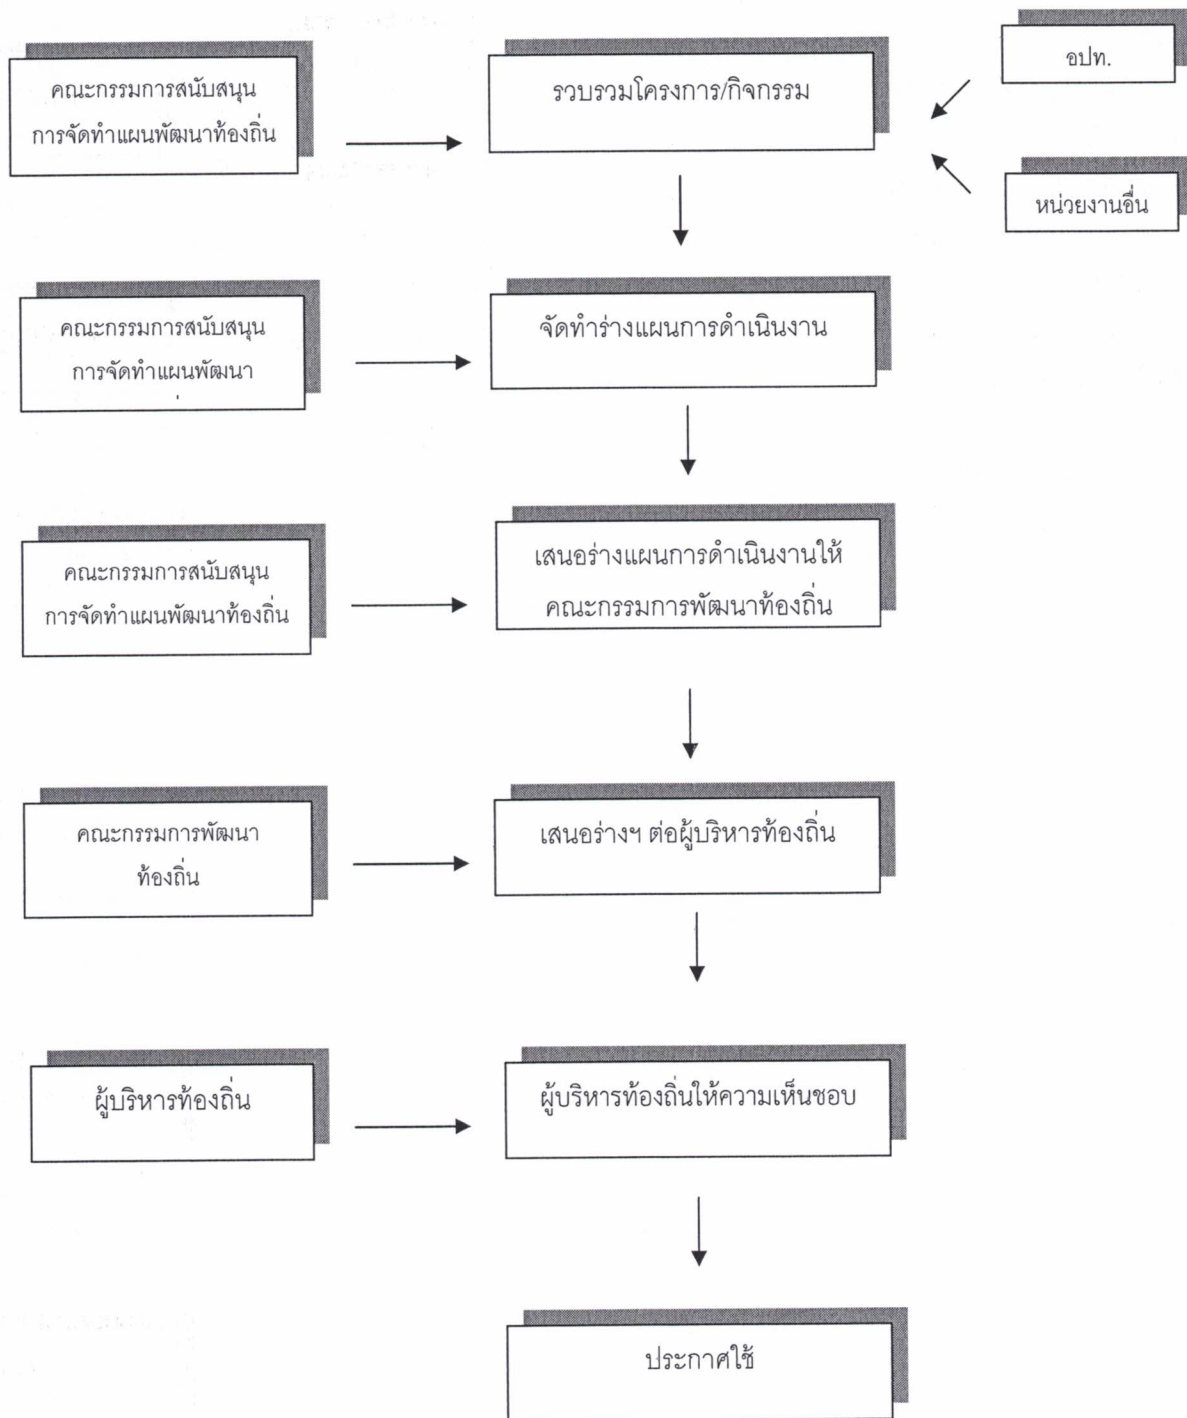 คณะกรรมการสนับสนุน
การจัดทำแผนพัฒนาท้องถิ่น
รวบรวมโครงการ/กิจกรรม
อปท.
หน่วยงานอื่น
คณะกรรมการสนับสนุน
การจัดทำแผนพัฒนา
จัดทำร่างแผนการดำเนินงาน
คณะกรรมการสนับสนุน
การจัดทำแผนพัฒนาท้องถิ่น
เสนอร่างแผนการดำเนินงานให้
คณะกรรมการพัฒนาท้องถิ่น
คณะกรรมการพัฒนา
ท้องถิ่น
เสนอร่างฯ ต่อผู้บริหารท้องถิ่น
ผู้บริหารท้องถิ่น
ผู้บริหารท้องถิ่นให้ความเห็นชอบ
ประกาศใช้